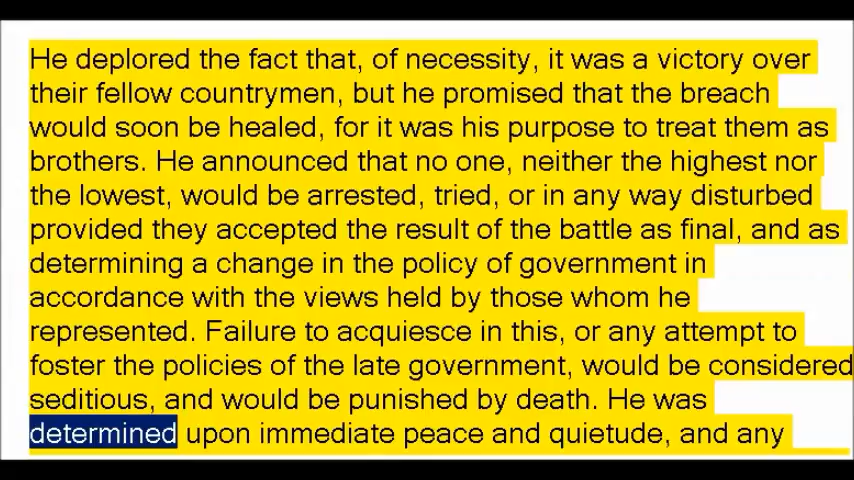 He deplored the fact that, of necessity, it was a victory over
their fellow countrymen, but he promised that the breach
would soon be healed, for it was his purpose to treat them as
brothers. He announced that no one, neither the highest nor
the lowest, would be arrested, tried, or in any way disturbed
provided they accepted the result of the battle as final, and as
determining a change in the policy of government in
accordance with the views held by those whom he
represented. Failure to acquiesce in this, or any attempt to
foster the policies of the late government, would be considered
seditious, and would be punished by death. He was
determined upon immediate peace and quietude, and any